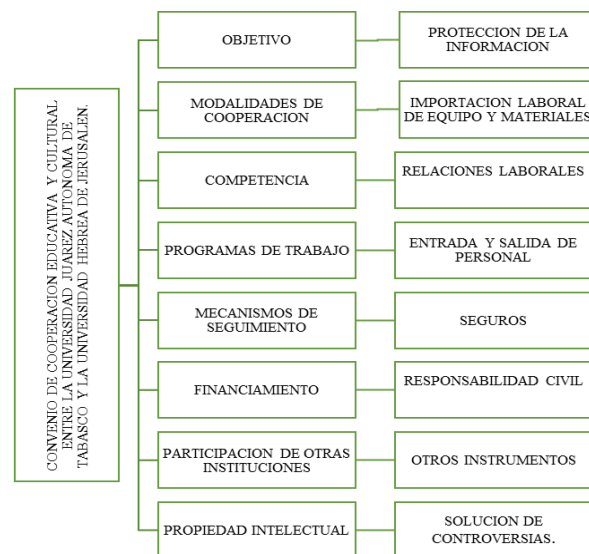 CONVENIO DE COOPERACION EDUCATIVA Y CULTURAL
ENTRE LA UNIVERSIDAD JUAREZ AUTONOMA DE
TABASCO Y LA UNIVERSIDAD HEBREA DE JERUSALEN.
OBJETIVO
PROTECCION DE LA
INFORMACION
MODALIDADES DE
COOPERACION
IMPORTACION LABORAL
DE EQUIPO Y MATERIALES
COMPETENCIA
RELACIONES LABORALES
PROGRAMAS DE TRABAJO
ENTRADA Y SALIDA DE
PERSONAL
MECANISMOS DE
SEGUIMIENTO
SEGUROS
FINANCIAMIENTO
RESPONSABILIDAD CIVIL
PARTICIPACION DE OTRAS
INSTITUCIONES
OTROS INSTRUMENTOS
PROPIEDAD INTELECTUAL
SOLUCION DE
CONTROVERSIAS.